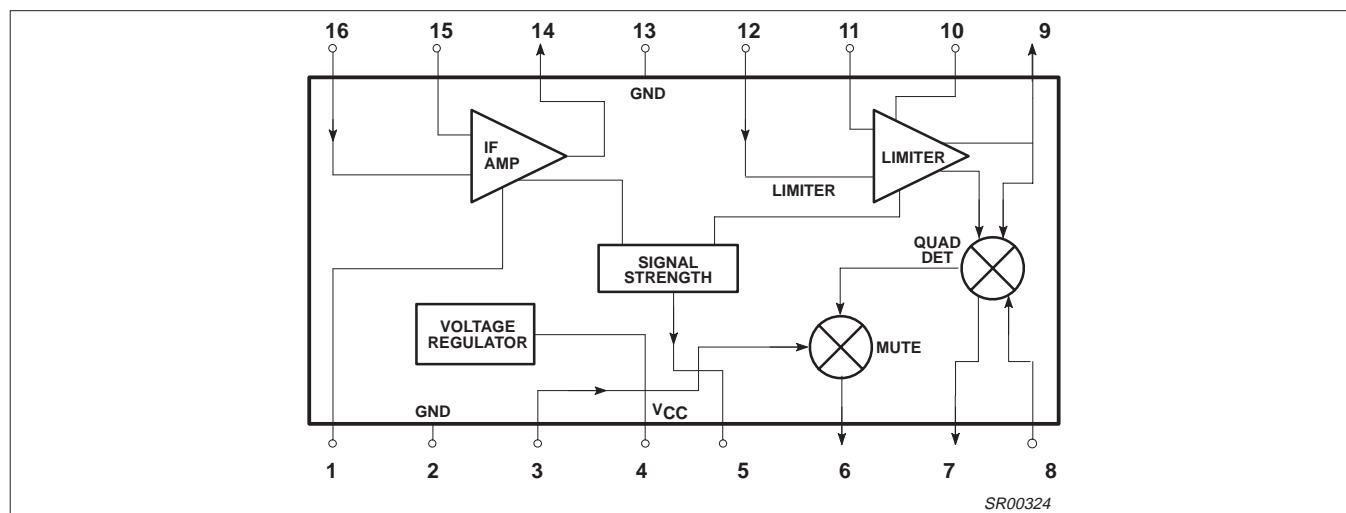 16 15 14 13 12 11 10 9
GND
IF
AMP
LIMITER
LIMITER
QUAD
DET
SIGNAL
STRENGTH
VOLTAGE
REGULATOR
MUTE
GND
VCC
1 2 3 4 5 6 7 8
SR00324